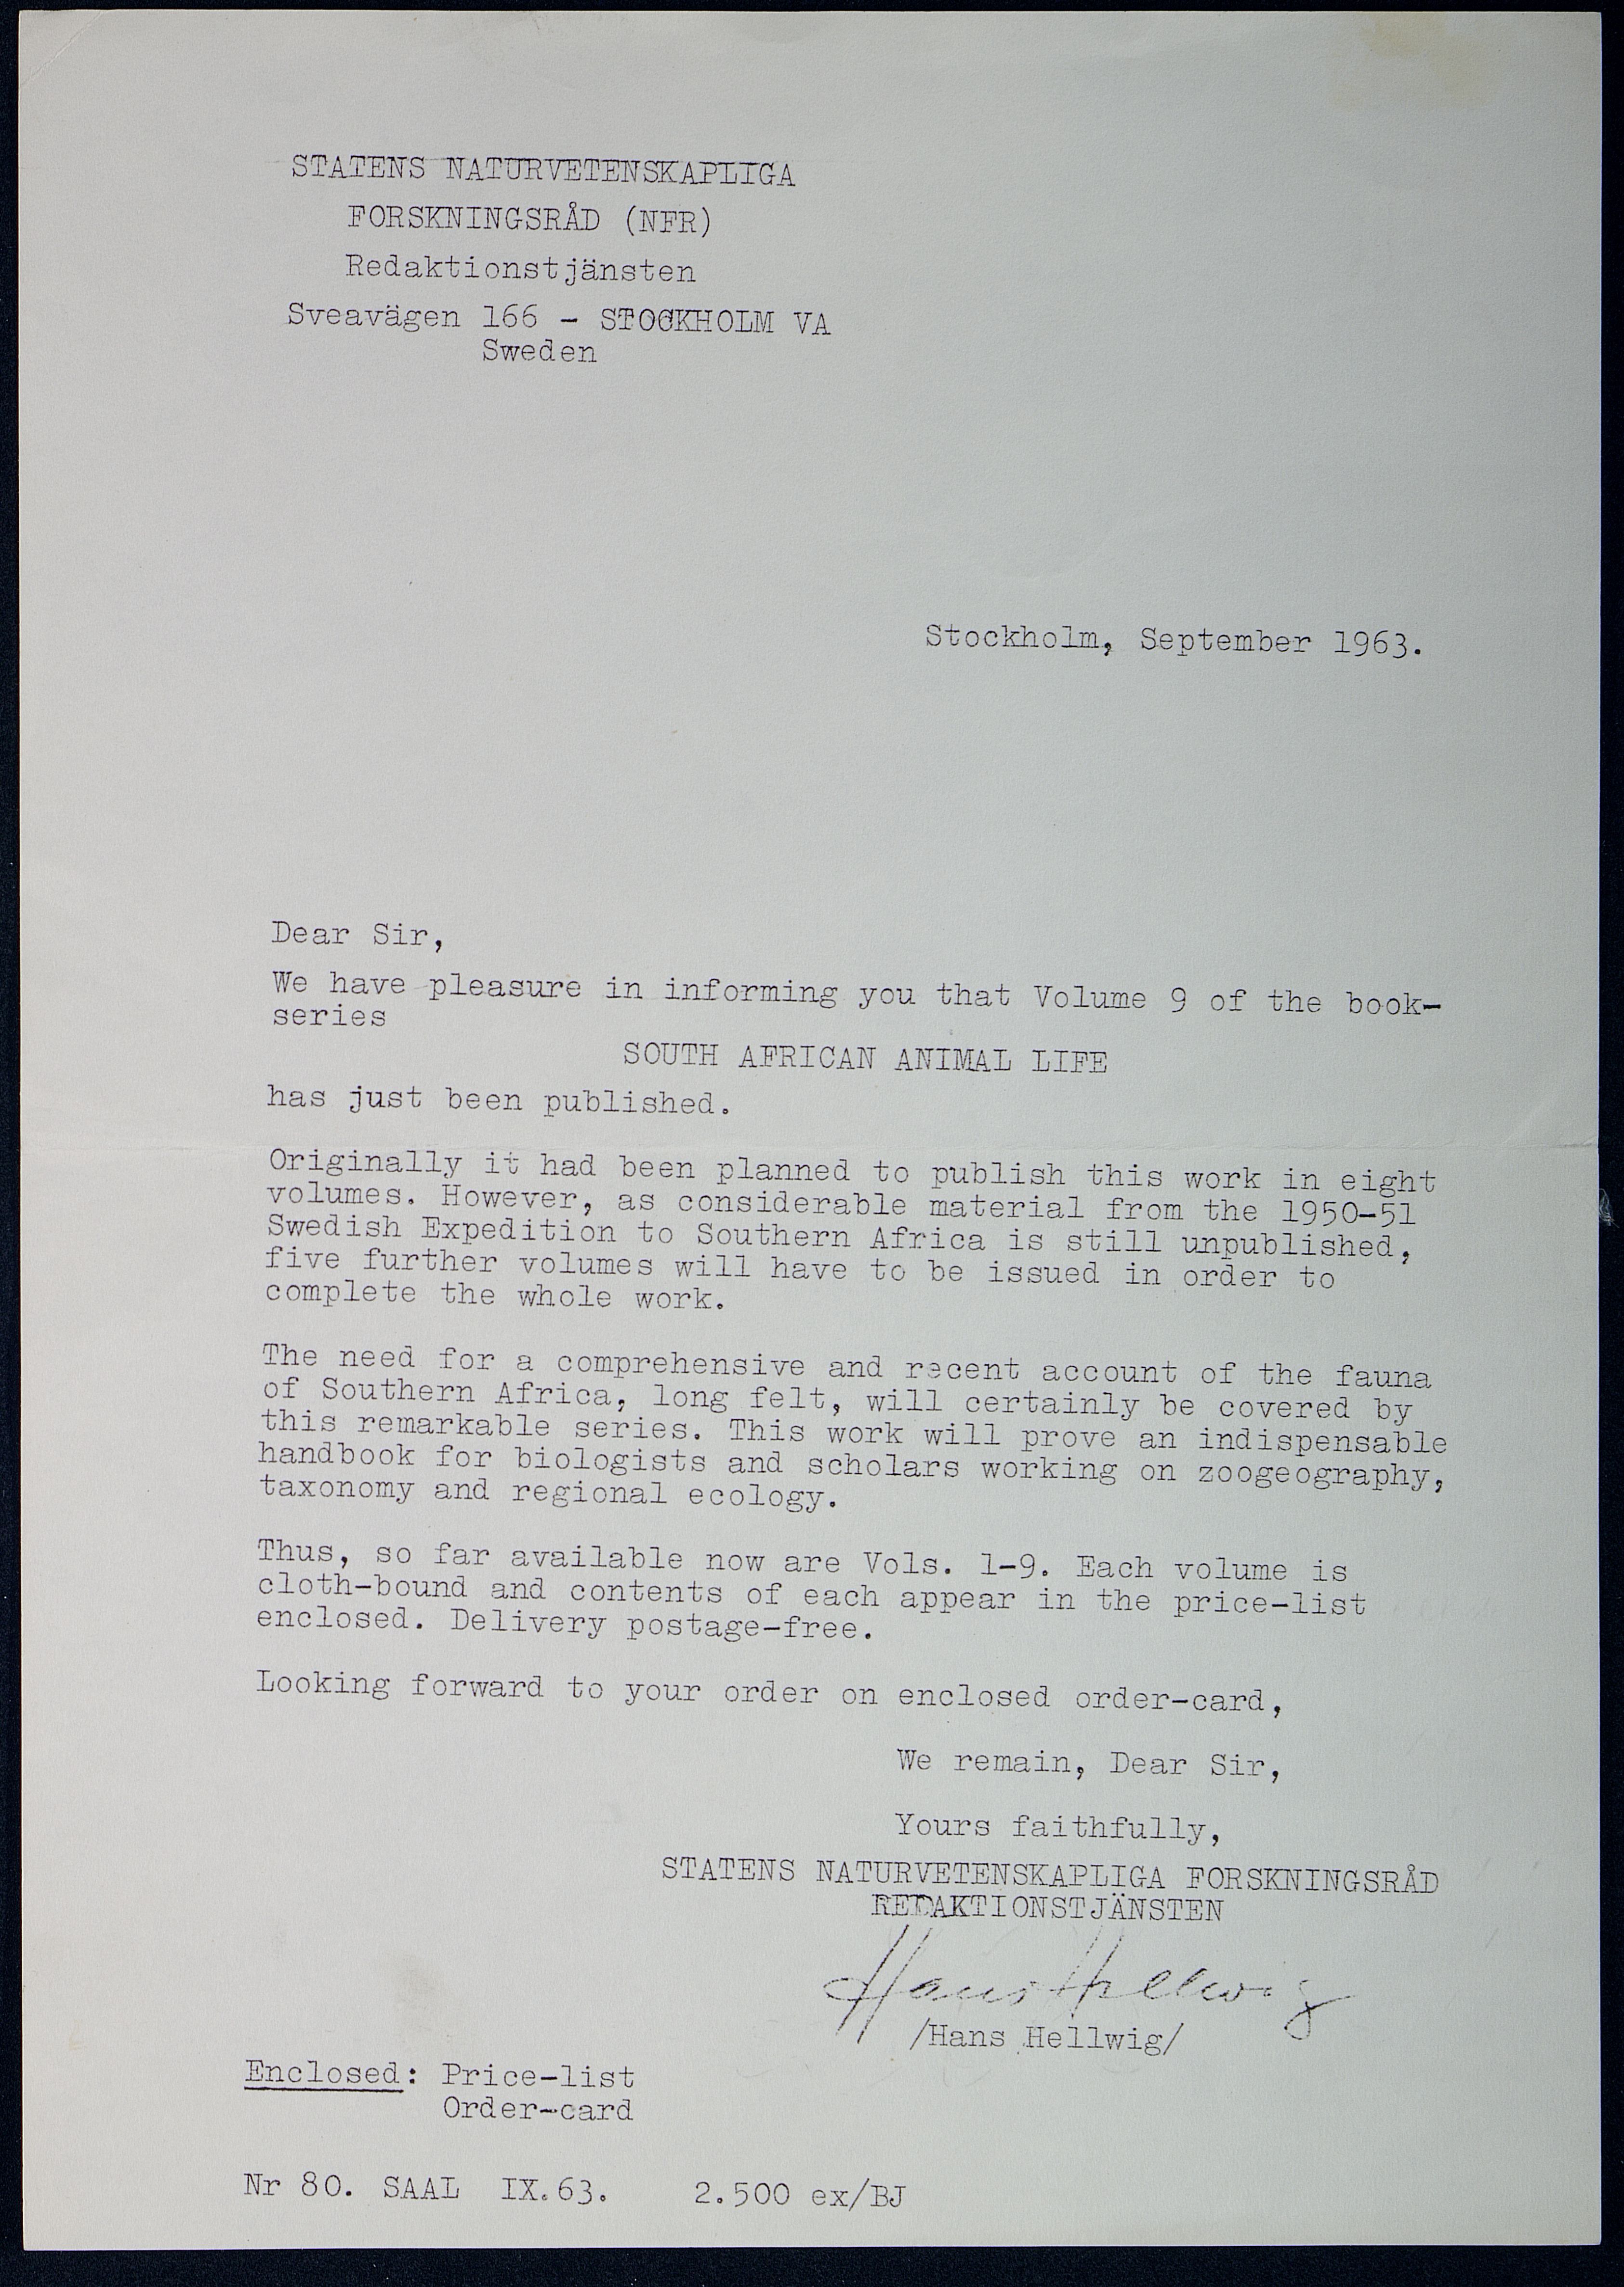 STATENS NATURVETENSKAPLIGA
FORSKNINGSRÅD (NFR)
Redaktionstjänsten
Sveavägen 166 - STOCKHOLM VA
Sweden
Stockholm, September 1963.
Dear Sir,
We have pleasure in informing you that Volume 9 of the book-
series
SOUTH AFRICAN ANIMAL LIFE
has just been published.
Originally it had been planned to publish this work in eight
volumes. However, as considerable material from the 1950-51
Swedish Expedition to Southern Africa is still unpublished,
five further volumes will have to be issued in order to
complete the whole work.
The need for a comprehensive and recent account of the fauna
of Southern Africa, long felt, will certainly be covered by
this remarkable series. This work will prove an indispensable
handbook for biologists and scholars working on zoogeography,
taxonomy and regional ecology.
Thus, so far available now are Vols. 1-9. Each volume is
cloth-bound and contents of each appear in the price-list
enclosed. Delivery postage-free.
Looking forward to your order on enclosed order-card,
We remain, Dear Sir,
Yours faithfully,
STATENS NATURVETENSKAPLIGA FORSKNINGSRÅD
REDAKTIONSTJÄNSTEN
Hans Hellwig
/Hans Hellwig/
Enclosed: Price-list
Order-card
Nr 80. SAAL IX.63. 2.500 ex/BJ